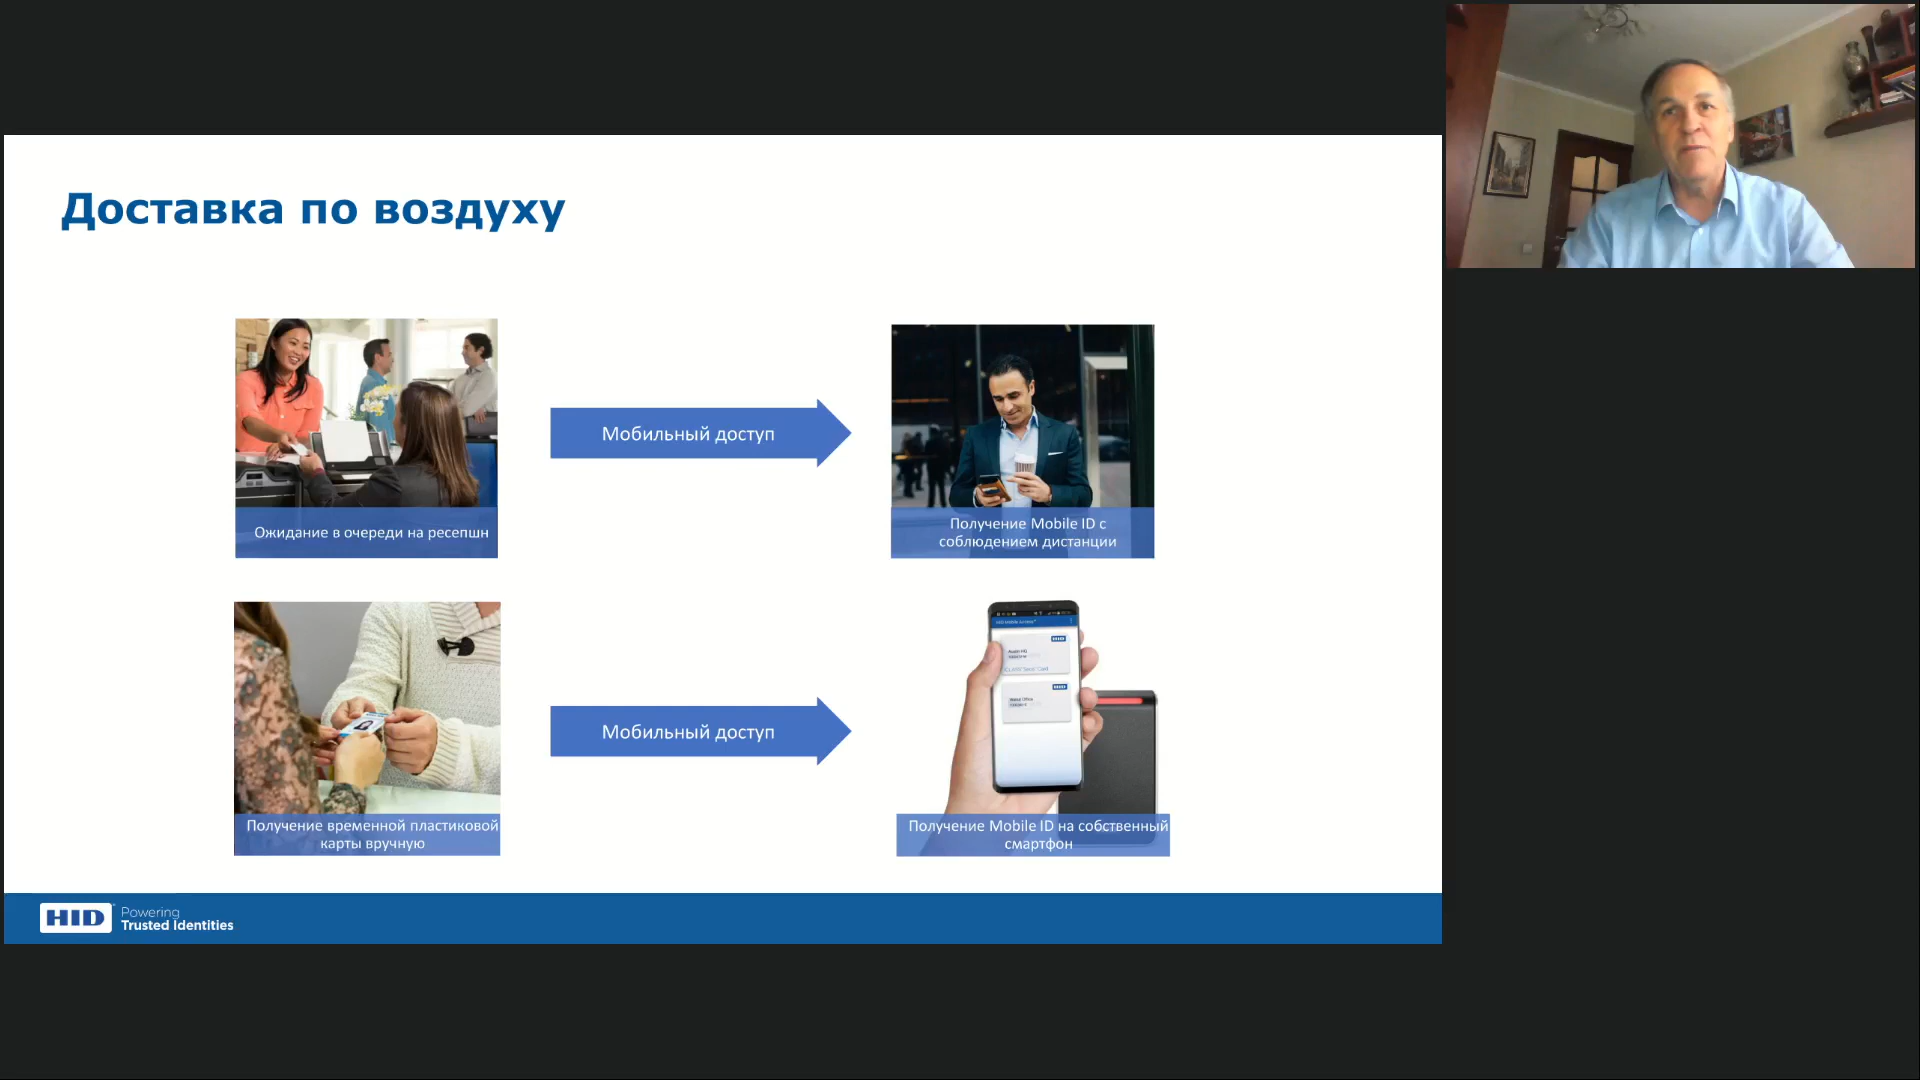 Доставка по воздуху
Мобильный доступ
Ожидание в очереди на ресепшн
Получение Mobile ID с
соблюдением дистанции
Мобильный доступ
Получение временной пластиковой
карты вручную
Получение Mobile ID на собственный
смартфон
HID
Powering
Trusted Identities